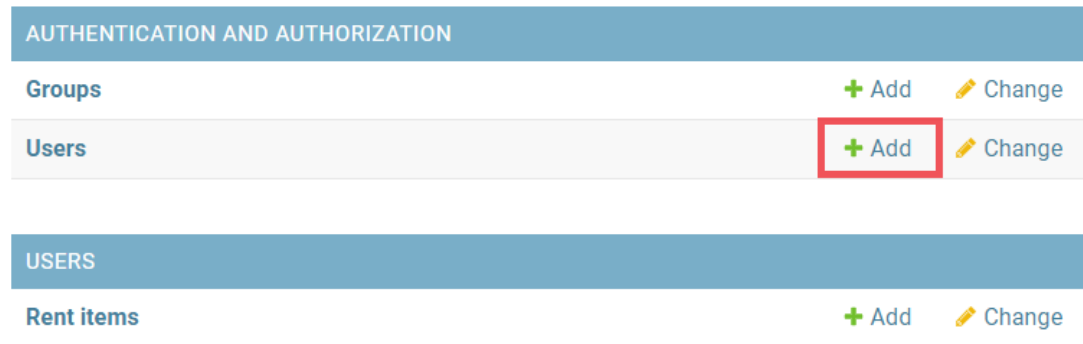 AUTHENTICATION AND AUTHORIZATION
Groups Add Change
Users Add Change
USERS
Rent items Add Change